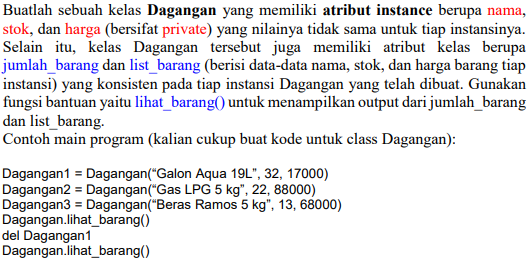 Buatlah sebuah kelas Dagangan yang memiliki atribut instance berupa nama,
stok, dan harga (bersifat private) yang nilainya tidak sama untuk tiap instansinya.
Selain itu, kelas Dagangan tersebut juga memiliki atribut kelas berupa
jumlah_barang dan list_barang (berisi data-data nama, stok, dan harga barang tiap
instansi) yang konsisten pada tiap instansi Dagangan yang telah dibuat. Gunakan
fungsi bantuan yaitu lihat_barang() untuk menampilkan output dari jumlah_barang
dan list_barang.
Contoh main program (kalian cukup buat kode untuk class Dagangan):
Dagangan1 = Dagangan(“Galon Aqua 19L”, 32, 17000)
Dagangan2 = Dagangan(“Gas LPG 5 kg”, 22, 88000)
Dagangan3 = Dagangan(“Beras Ramos 5 kg”, 13, 68000)
Dagangan.lihat_barang()
del Dagangan1
Dagangan.lihat_barang()